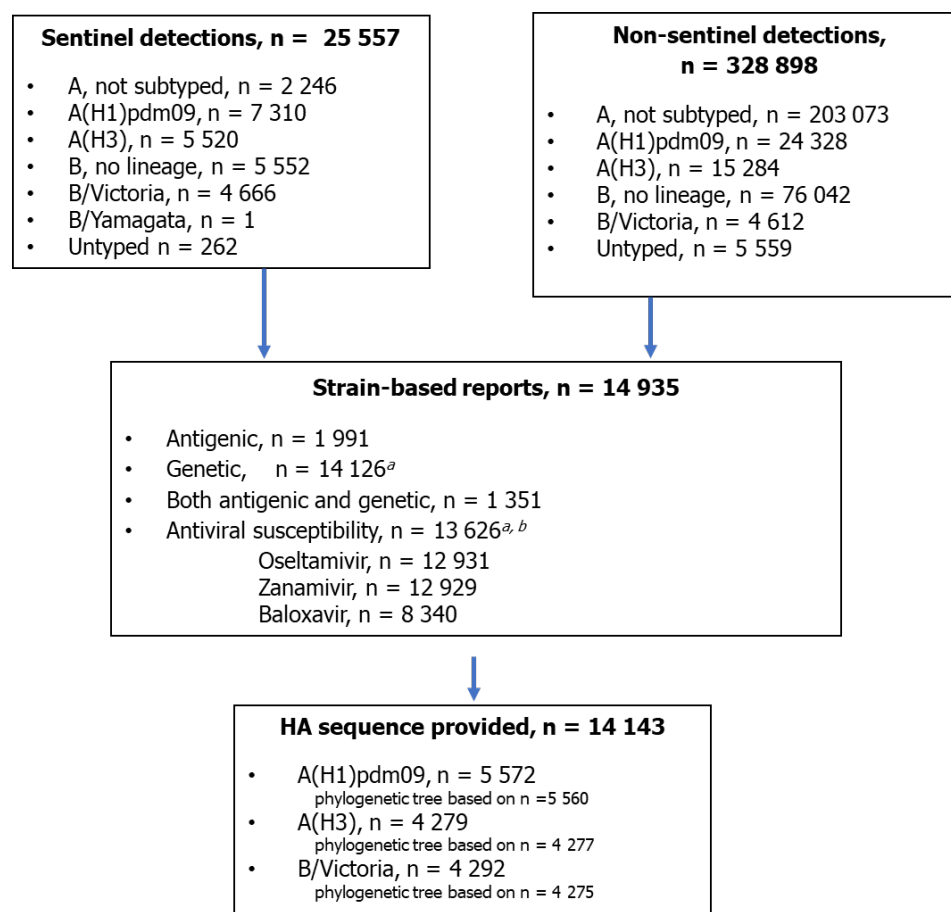 Sentinel detections, n = 25 557
• A, not subtyped, n = 2 246
• A(H1)pdm09, n = 7 310
• A(H3), n = 5 520
• B, no lineage, n = 5 552
• B/Victoria, n = 4 666
• B/Yamagata, n = 1
• Untyped n = 262
Non-sentinel detections,
n = 328 898
• A, not subtyped, n = 203 073
• A(H1)pdm09, n = 24 328
• A(H3), n = 15 284
• B, no lineage, n = 76 042
• B/Victoria, n = 4 612
• Untyped, n = 5 559
Strain-based reports, n = 14 935
• Antigenic, n = 1 991
• Genetic, n = 14 126a
• Both antigenic and genetic, n = 1 351
• Antiviral susceptibility, n = 13 626a, b
Oseltamivir, n = 12 931
Zanamivir, n = 12 929
Baloxavir, n = 8 340
HA sequence provided, n = 14 143
• A(H1)pdm09, n = 5 572
phylogenetic tree based on n =5 560
• A(H3), n = 4 279
phylogenetic tree based on n = 4 277
• B/Victoria, n = 4 292
phylogenetic tree based on n = 4 275